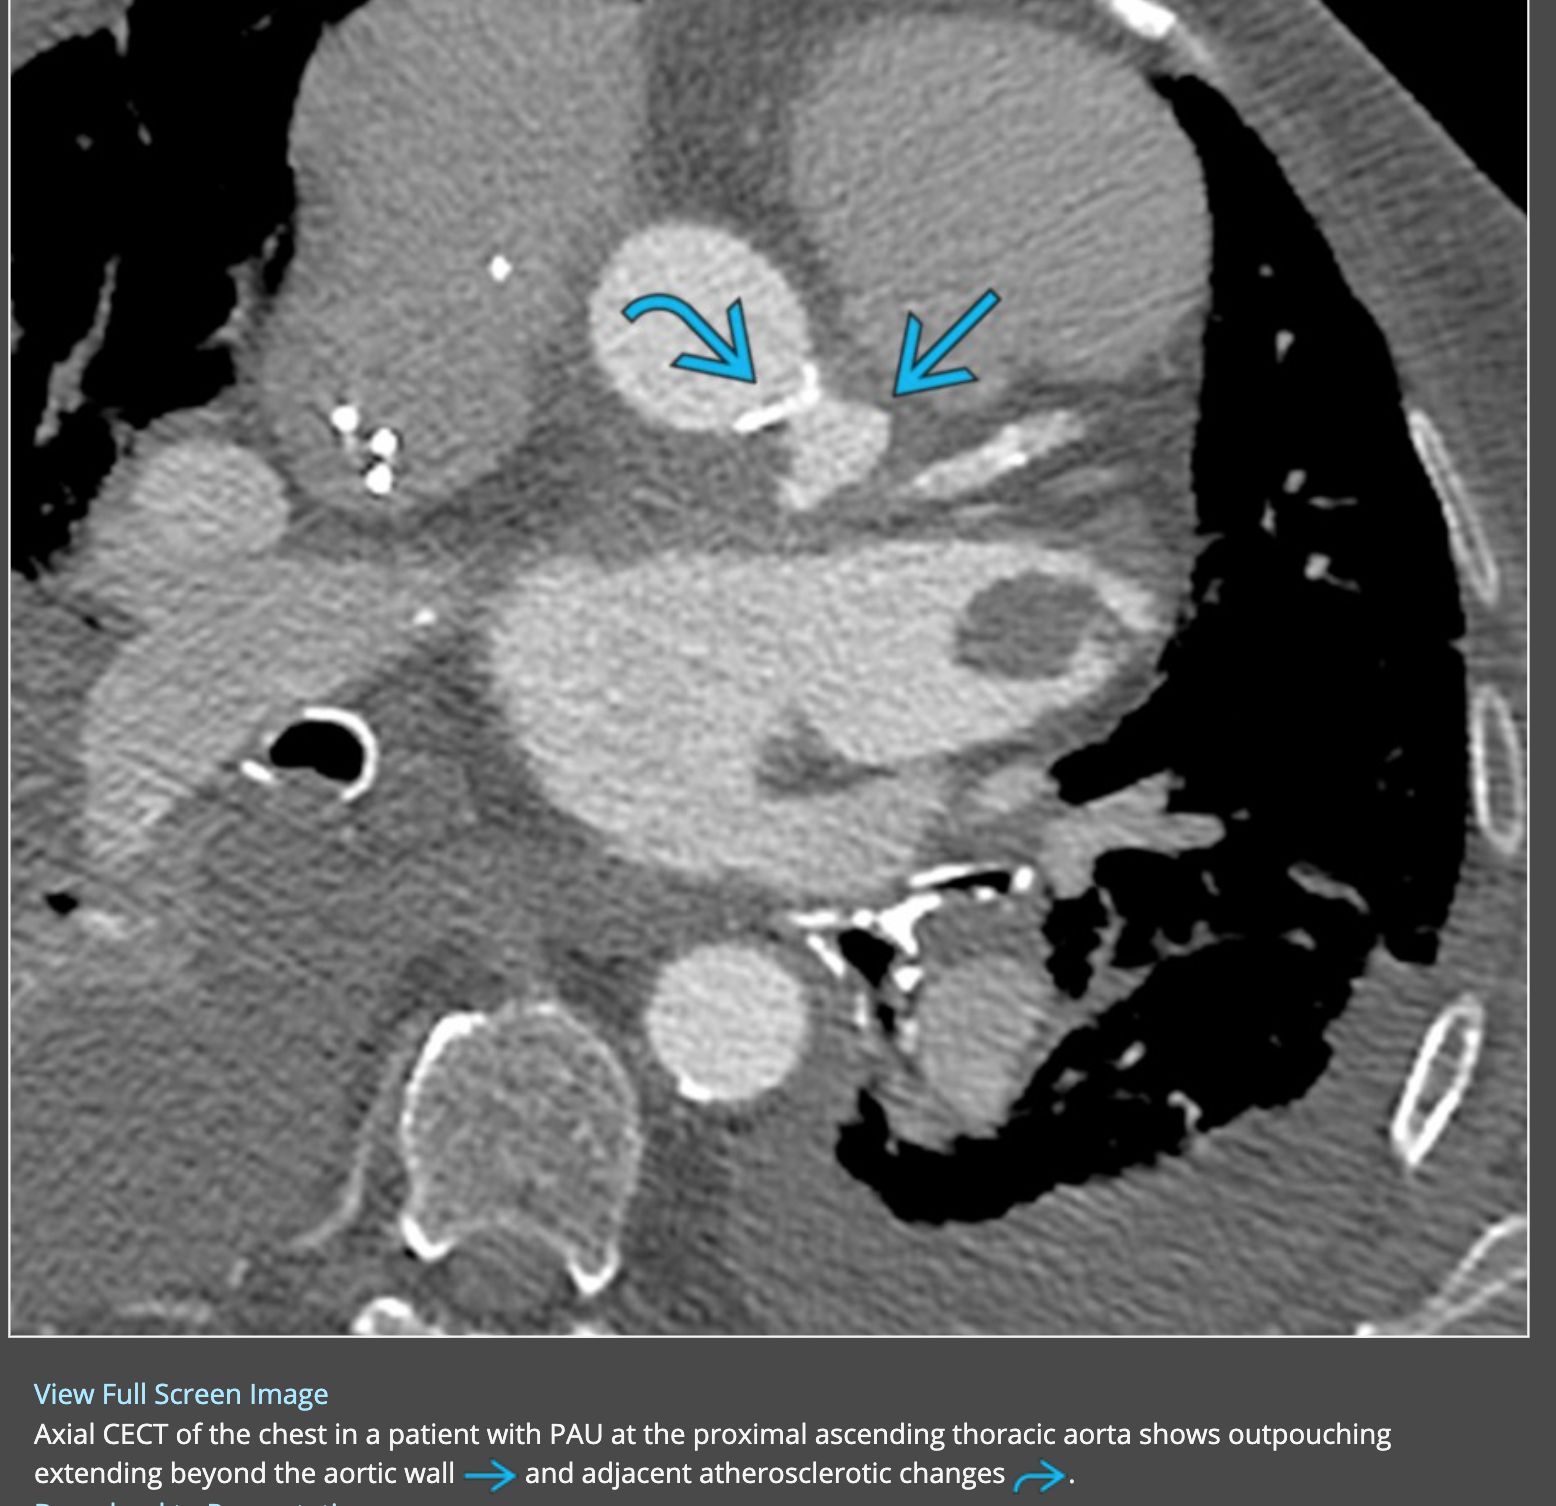 View Full Screen Image
Axial CECT of the chest in a patient with PAU at the proximal ascending thoracic aorta shows outpouching
extending beyond the aortic wall and adjacent atherosclerotic changes .